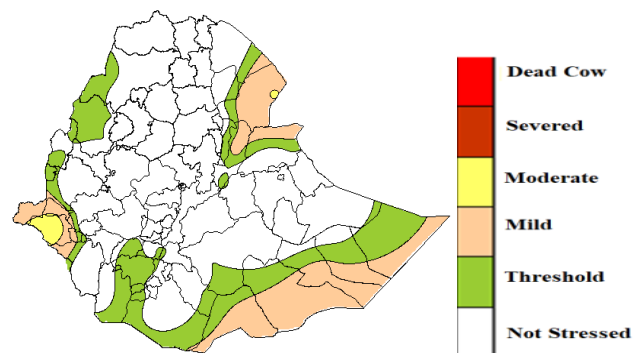 Dead Cow
Severed
Moderate
Mild
Threshold
Not Stressed